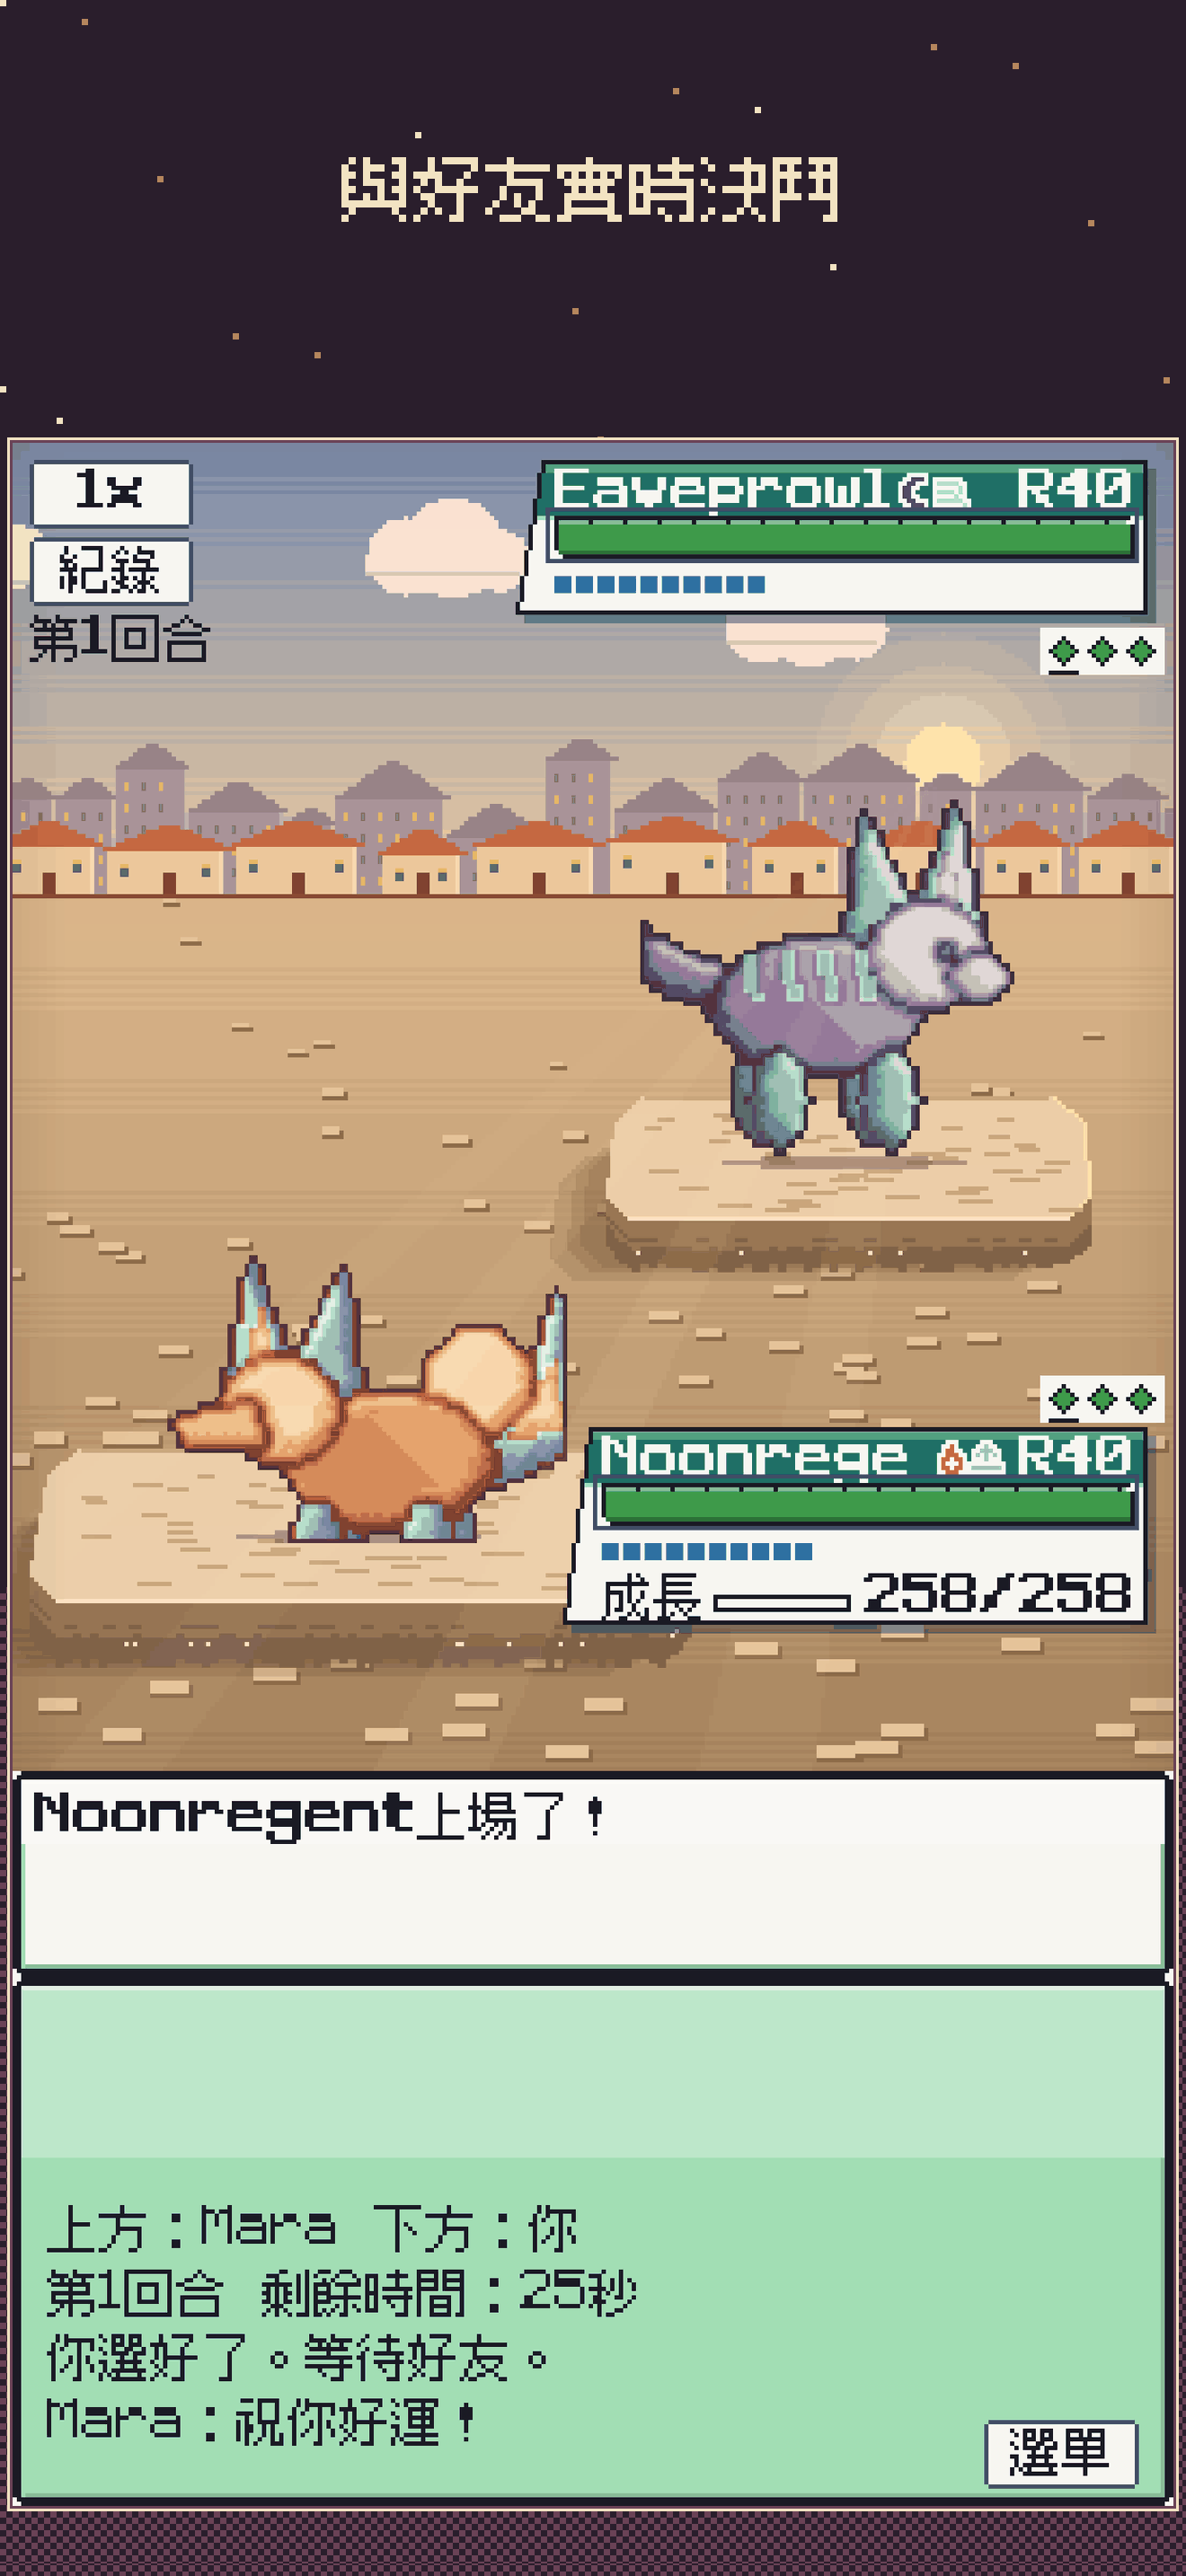 與好友實時決鬥
1x
Eaveprowl R40
紀錄
第1回合
Noonrege R40
成長 258/258
Noonregent上場了！
上方：Mara 下方：你
第1回合 剩餘時間：25秒
你選好了。等待好友。
Mara：祝你好運！
選單